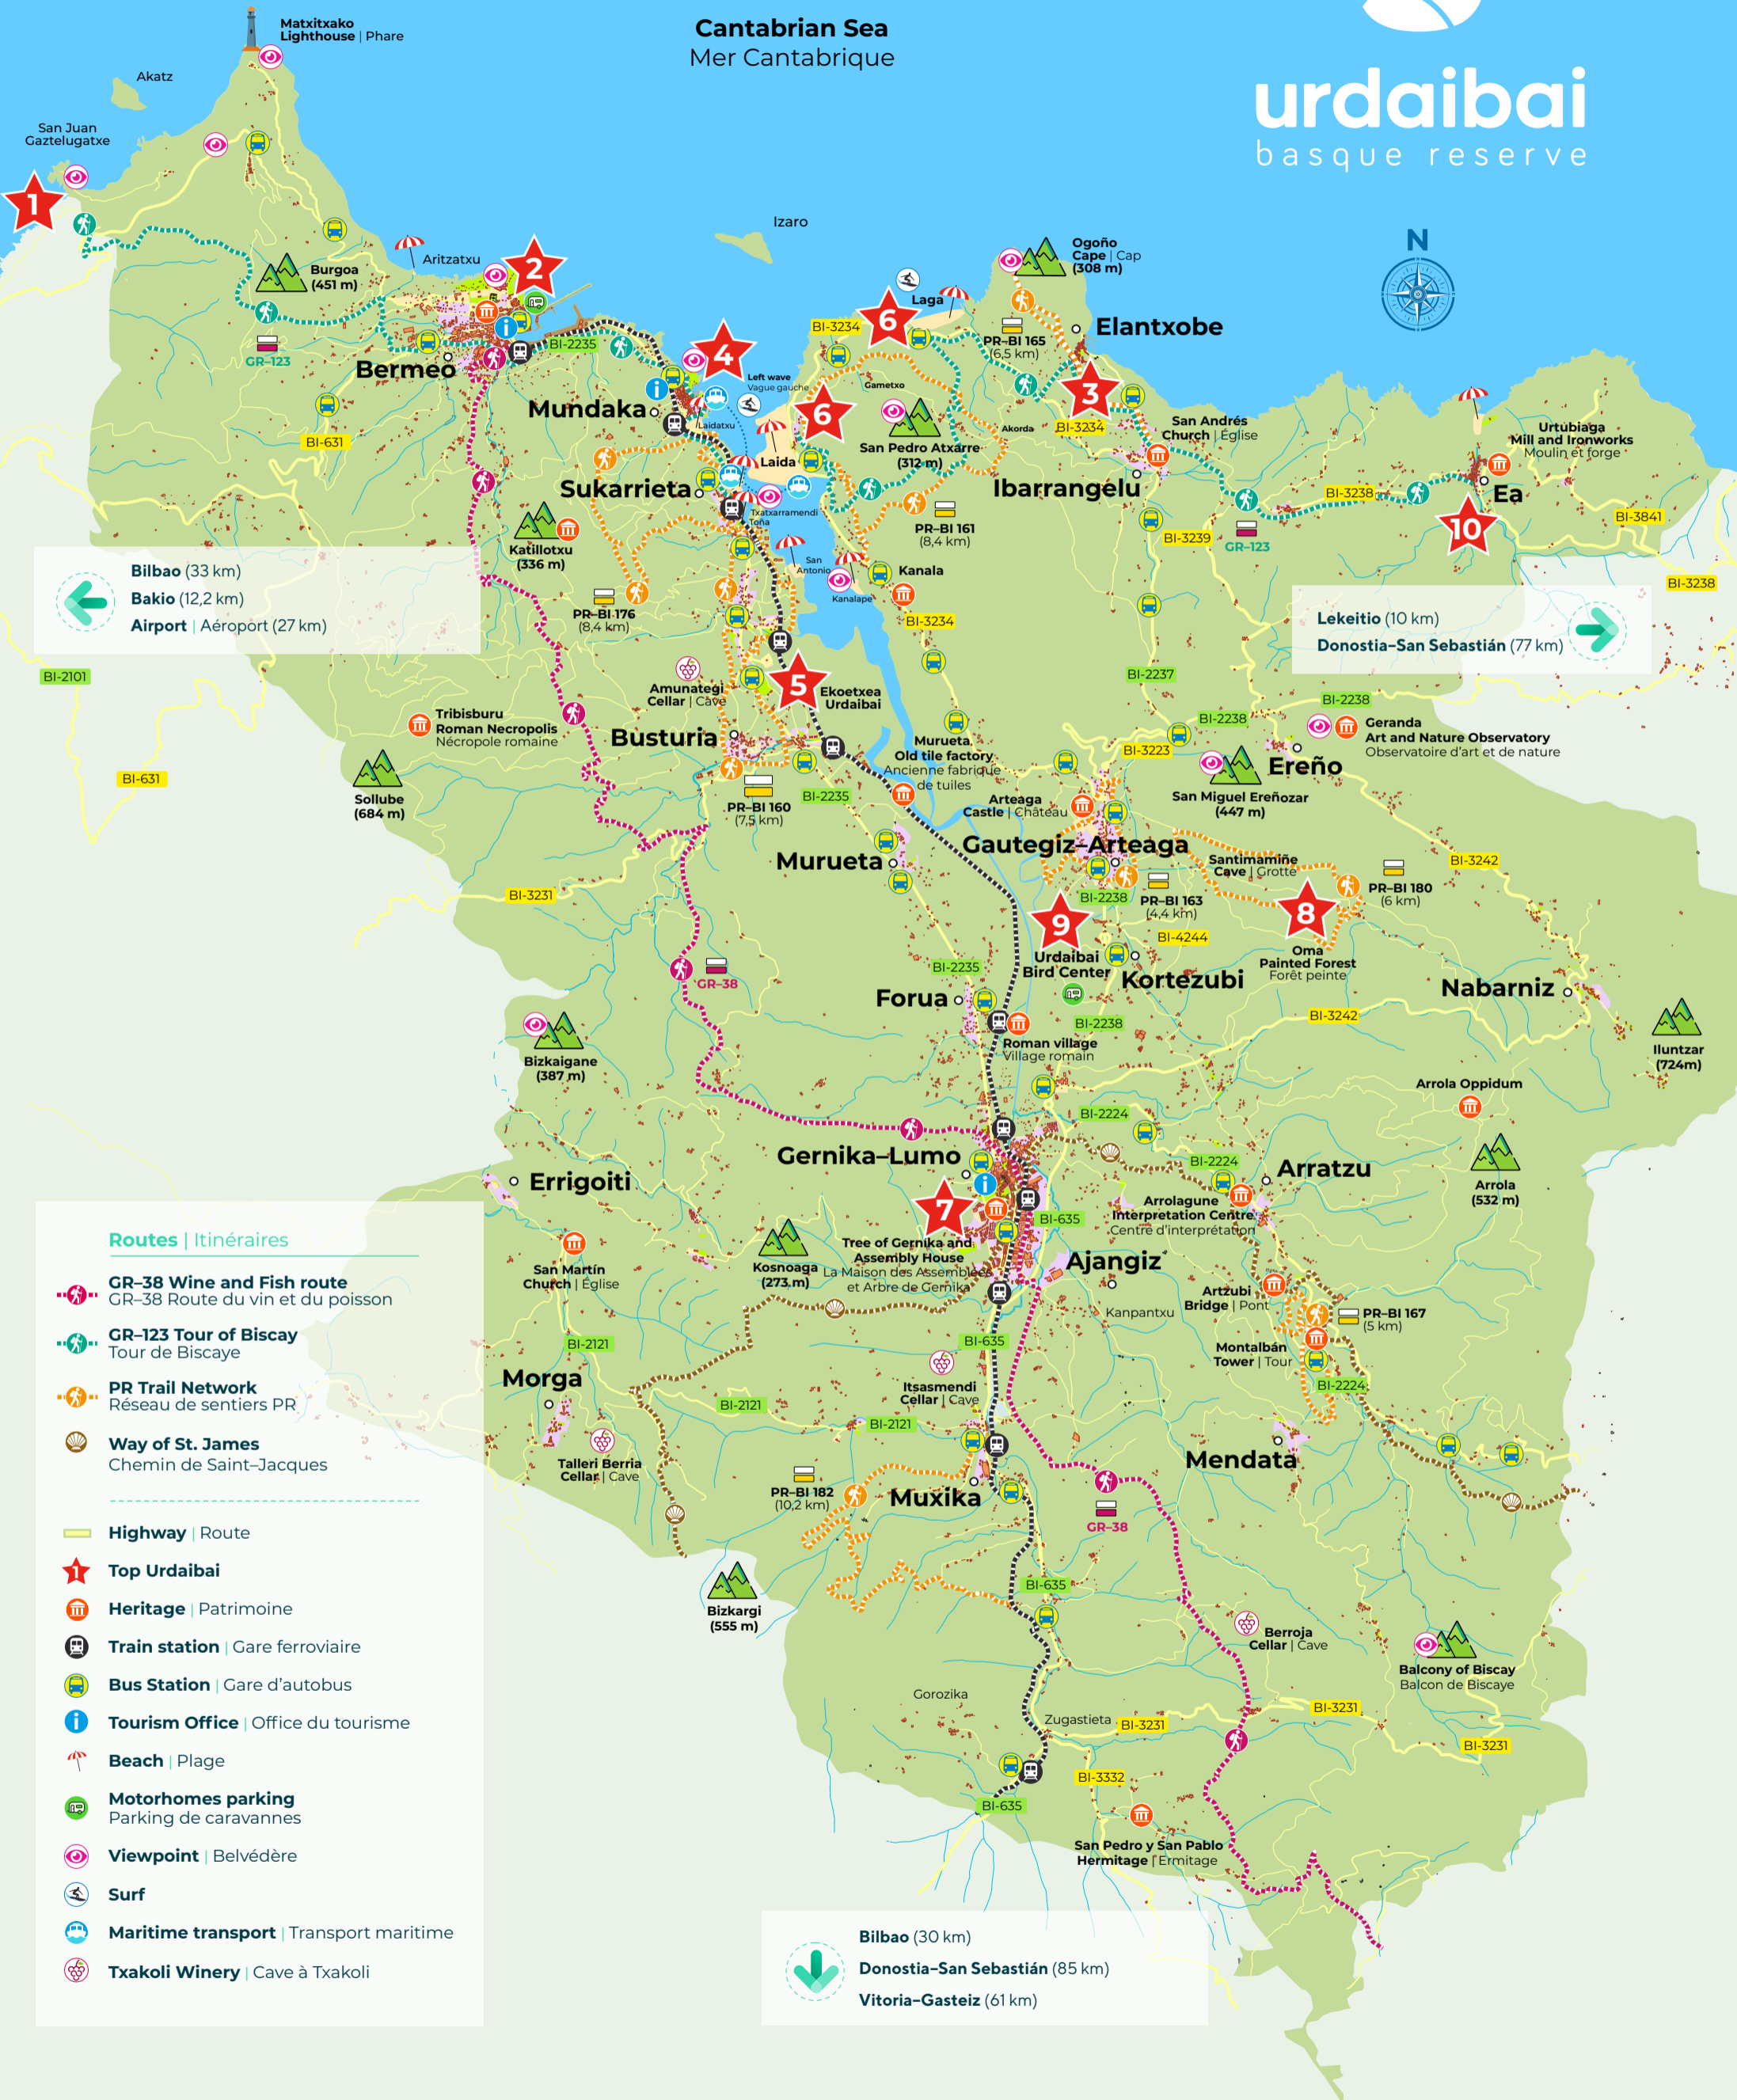 Cantabrian Sea
Mer Cantabrique
urdaibai
basque reserve
N
Matxitxako
Lighthouse | Phare
Akatz
San Juan
Gaztelugatxe
1
Burgoa
(451 m)
GR–123
Aritzatxu
2
Bermeo
BI-2235
BI-631
Izaro
4
Left wave
Vague gauche
Mundaka
Laidatxu
Laida
6
BI-3234
6
Laga
Gametxo
San Pedro Atxarre
(312 m)
Akorda
Ogoño
Cape | Cap
(308 m)
PR–BI 165
(6,5 km)
Elantxobe
3
BI-3234
San Andrés
Church | Église
Ibarrangelu
Urtubiaga
Mill and Ironworks
Moulin et forge
Ea
10
BI-3238
BI-3841
BI-3239
GR–123
BI-3238
Sukarrieta
Katillotxu
(336 m)
Txatxarramendi
Toña
San
Antonio
Kanalape
Kanala
PR–BI 161
(8,4 km)
PR–BI 176
(8,4 km)
BI-3234
Bilbao (33 km)
Bakio (12,2 km)
Airport | Aéroport (27 km)
Lekeitio (10 km)
Donostia–San Sebastián (77 km)
BI-2101
BI-631
Tribisburu
Roman Necropolis
Nécropole romaine
Sollube
(684 m)
Amunategi
Cellar | Cave
5
Ekoetxea
Urdaibai
Busturia
PR–BI 160
(7,5 km)
BI-2235
Murueta
Old tile factory
Ancienne fabrique
de tuiles
BI-2237
BI-2238
BI-2238
BI-3223
Geranda
Art and Nature Observatory
Observatoire d'art et de nature
Ereño
San Miguel Ereñozar
(447 m)
Arteaga
Castle | Château
Gautegiz–Arteaga
Murueta
BI-3231
Santimamiñe
Cave | Grotte
BI-3242
PR–BI 180
(6 km)
BI-2238
PR–BI 163
(4,4 km)
8
9
BI-4244
Oma
Painted Forest
Forêt peinte
Urdaibai
Bird Center
Kortezubi
BI-2235
GR–38
Forua
Nabarniz
BI-3242
BI-2238
Roman village
Village romain
Iluntzar
(724m)
Bizkaigane
(387 m)
Arrola Oppidum
BI-2224
Gernika–Lumo
BI-2224
Arratzu
Arrola
(532 m)
Errigoiti
Arrolagune
Interpretation Centre
Centre d'interprétation
7
BI-635
Tree of Gernika and
Assembly House
La Maison des Assemblées
et Arbre de Gernika
Kosnoaga
(273 m)
San Martín
Church | Église
Ajangiz
Kanpantxu
Artzubi
Bridge | Pont
PR–BI 167
(5 km)
Montalbán
Tower | Tour
BI-2224
BI-635
BI-2121
Morga
Itsasmendi
Cellar | Cave
BI-2121
BI-2121
Talleri Berria
Cellar | Cave
Mendata
PR–BI 182
(10,2 km)
Muxika
GR–38
Bizkargi
(555 m)
BI-635
Berroja
Cellar | Cave
Balcony of Biscay
Balcon de Biscaye
Gorozika
Zugastieta
BI-3231
BI-3231
BI-3231
BI-3332
BI-635
San Pedro y San Pablo
Hermitage | Ermitage
Routes | Itinéraires
GR–38 Wine and Fish route
GR–38 Route du vin et du poisson
GR–123 Tour of Biscay
Tour de Biscaye
PR Trail Network
Réseau de sentiers PR
Way of St. James
Chemin de Saint–Jacques
Highway | Route
1
Top Urdaibai
Heritage | Patrimoine
Train station | Gare ferroviaire
Bus Station | Gare d'autobus
i
Tourism Office | Office du tourisme
Beach | Plage
Motorhomes parking
Parking de caravannes
Viewpoint | Belvédère
Surf
Maritime transport | Transport maritime
Txakoli Winery | Cave à Txakoli
Bilbao (30 km)
Donostia–San Sebastián (85 km)
Vitoria–Gasteiz (61 km)